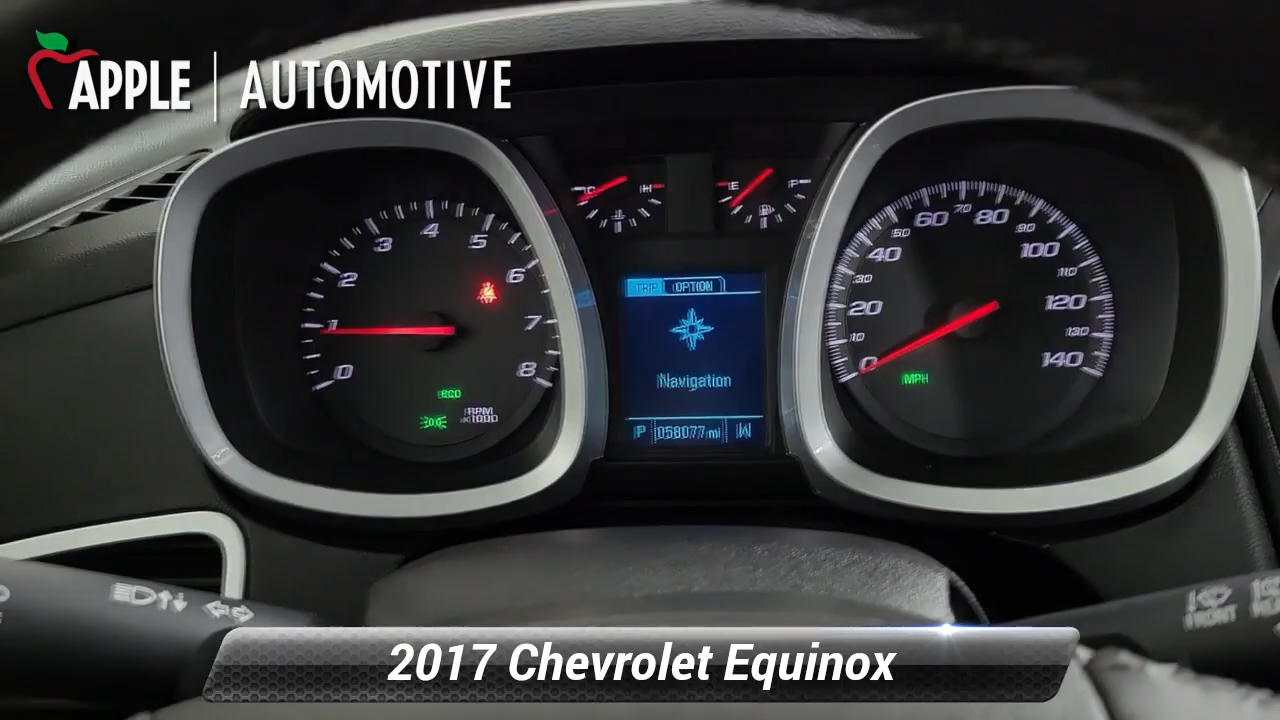 APPLE | AUTOMOTIVE
C H
E F
0 1 2 3 4 5 6 7 8
ECO
RPM
x1000
TRIP OPTION
Navigation
P 058077 mi W
0 10 20 30 40 50 60 70 80 90 100 110 120 130 140
MPH
FRONT
2017 Chevrolet Equinox